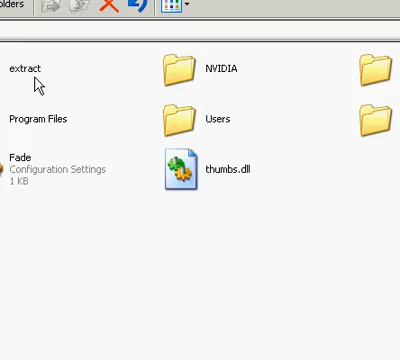 olders
extract
NVIDIA
Program Files
Users
Fade
Configuration Settings
1 KB
thumbs.dll